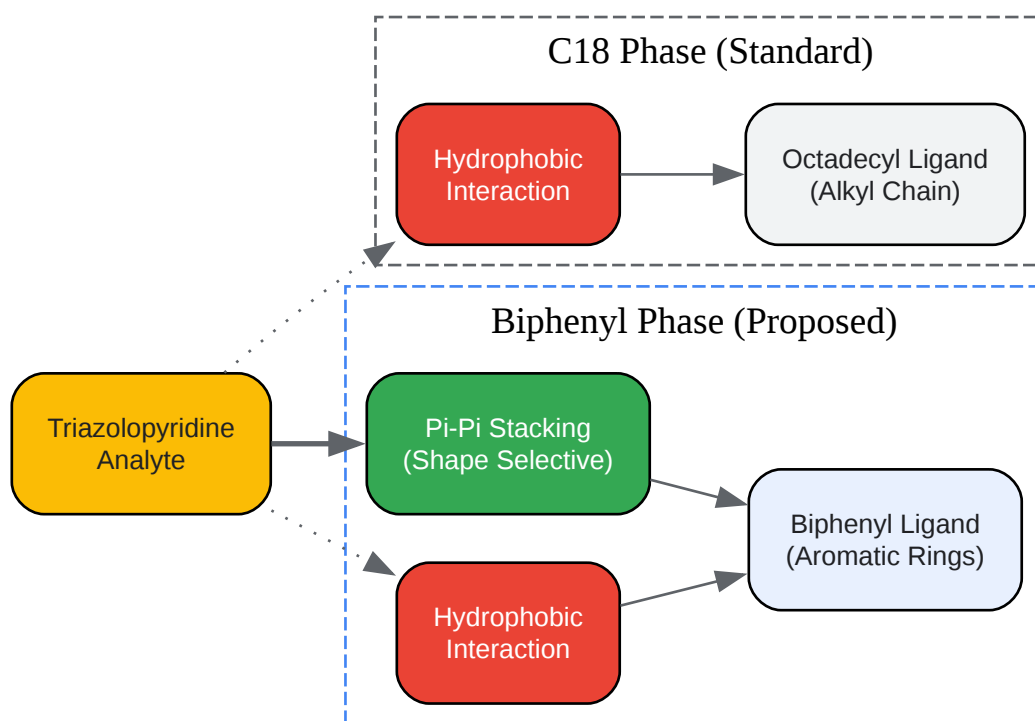 C18 Phase (Standard)
Hydrophobic
Interaction
Octadecyl Ligand
(Alkyl Chain)
Biphenyl Phase (Proposed)
Triazolopyridine
Analyte
Pi-Pi Stacking
(Shape Selective)
Biphenyl Ligand
(Aromatic Rings)
Hydrophobic
Interaction